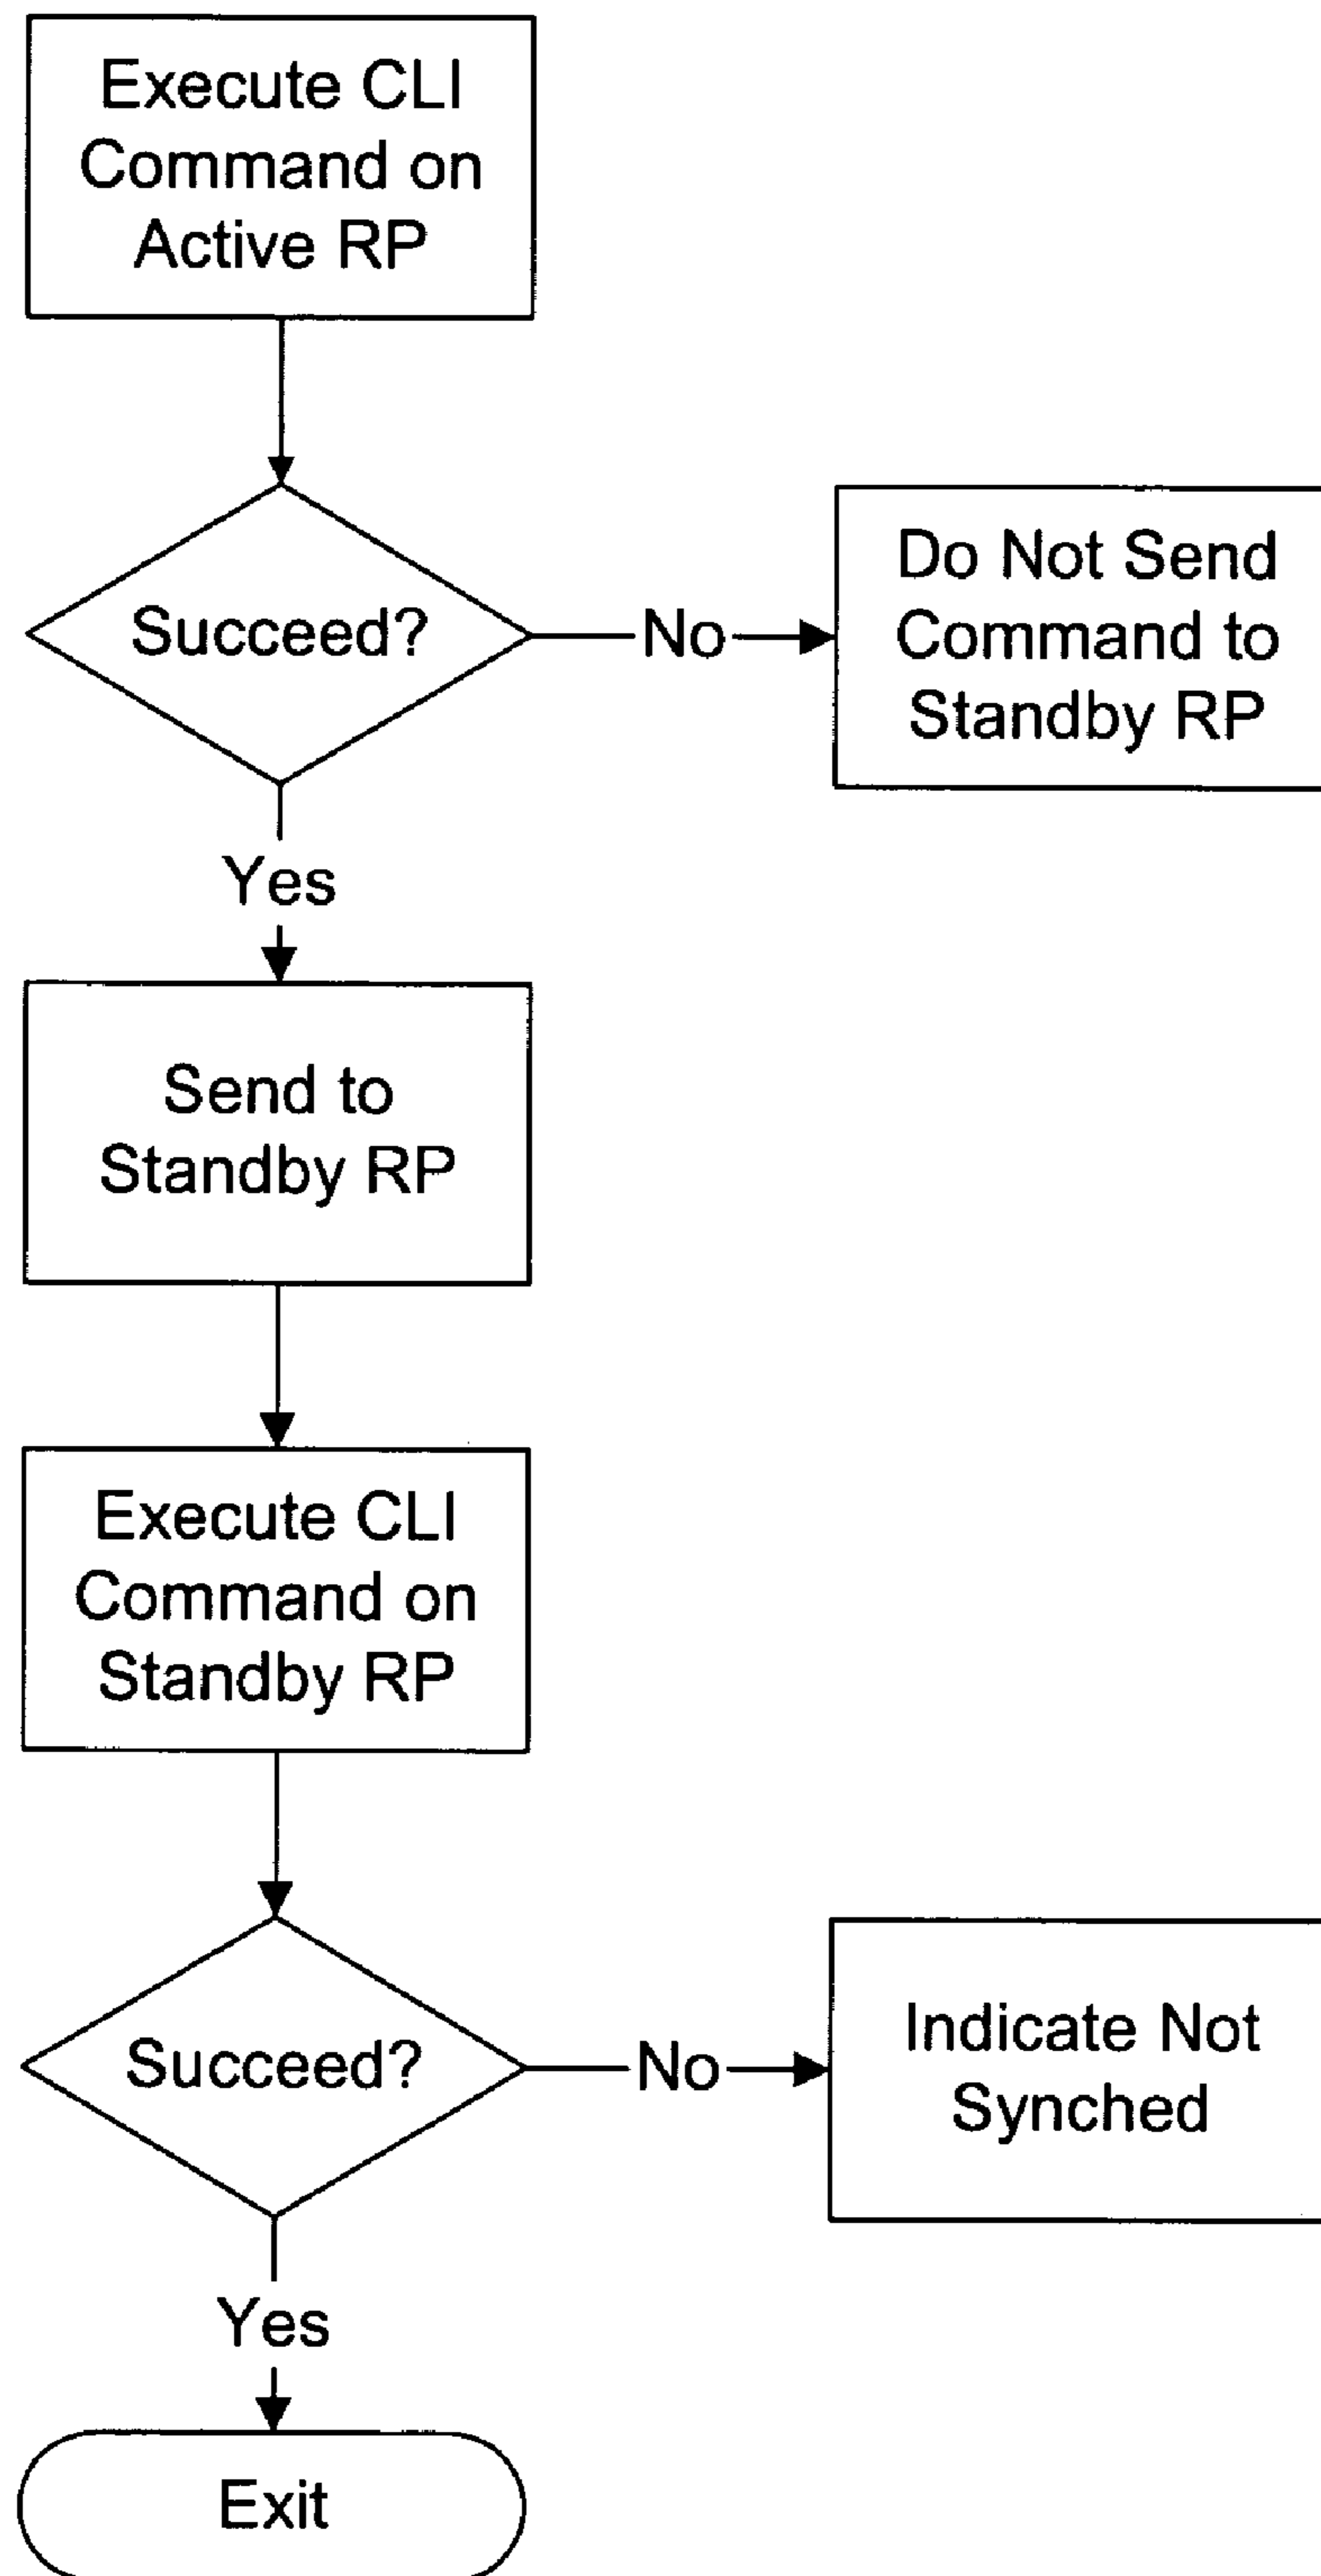 Execute CLI
Command on
Active RP
Succeed?
No
Do Not Send
Command to
Standby RP
Yes
Send to
Standby RP
Execute CLI
Command on
Standby RP
Succeed?
No
Indicate Not
Synched
Yes
Exit